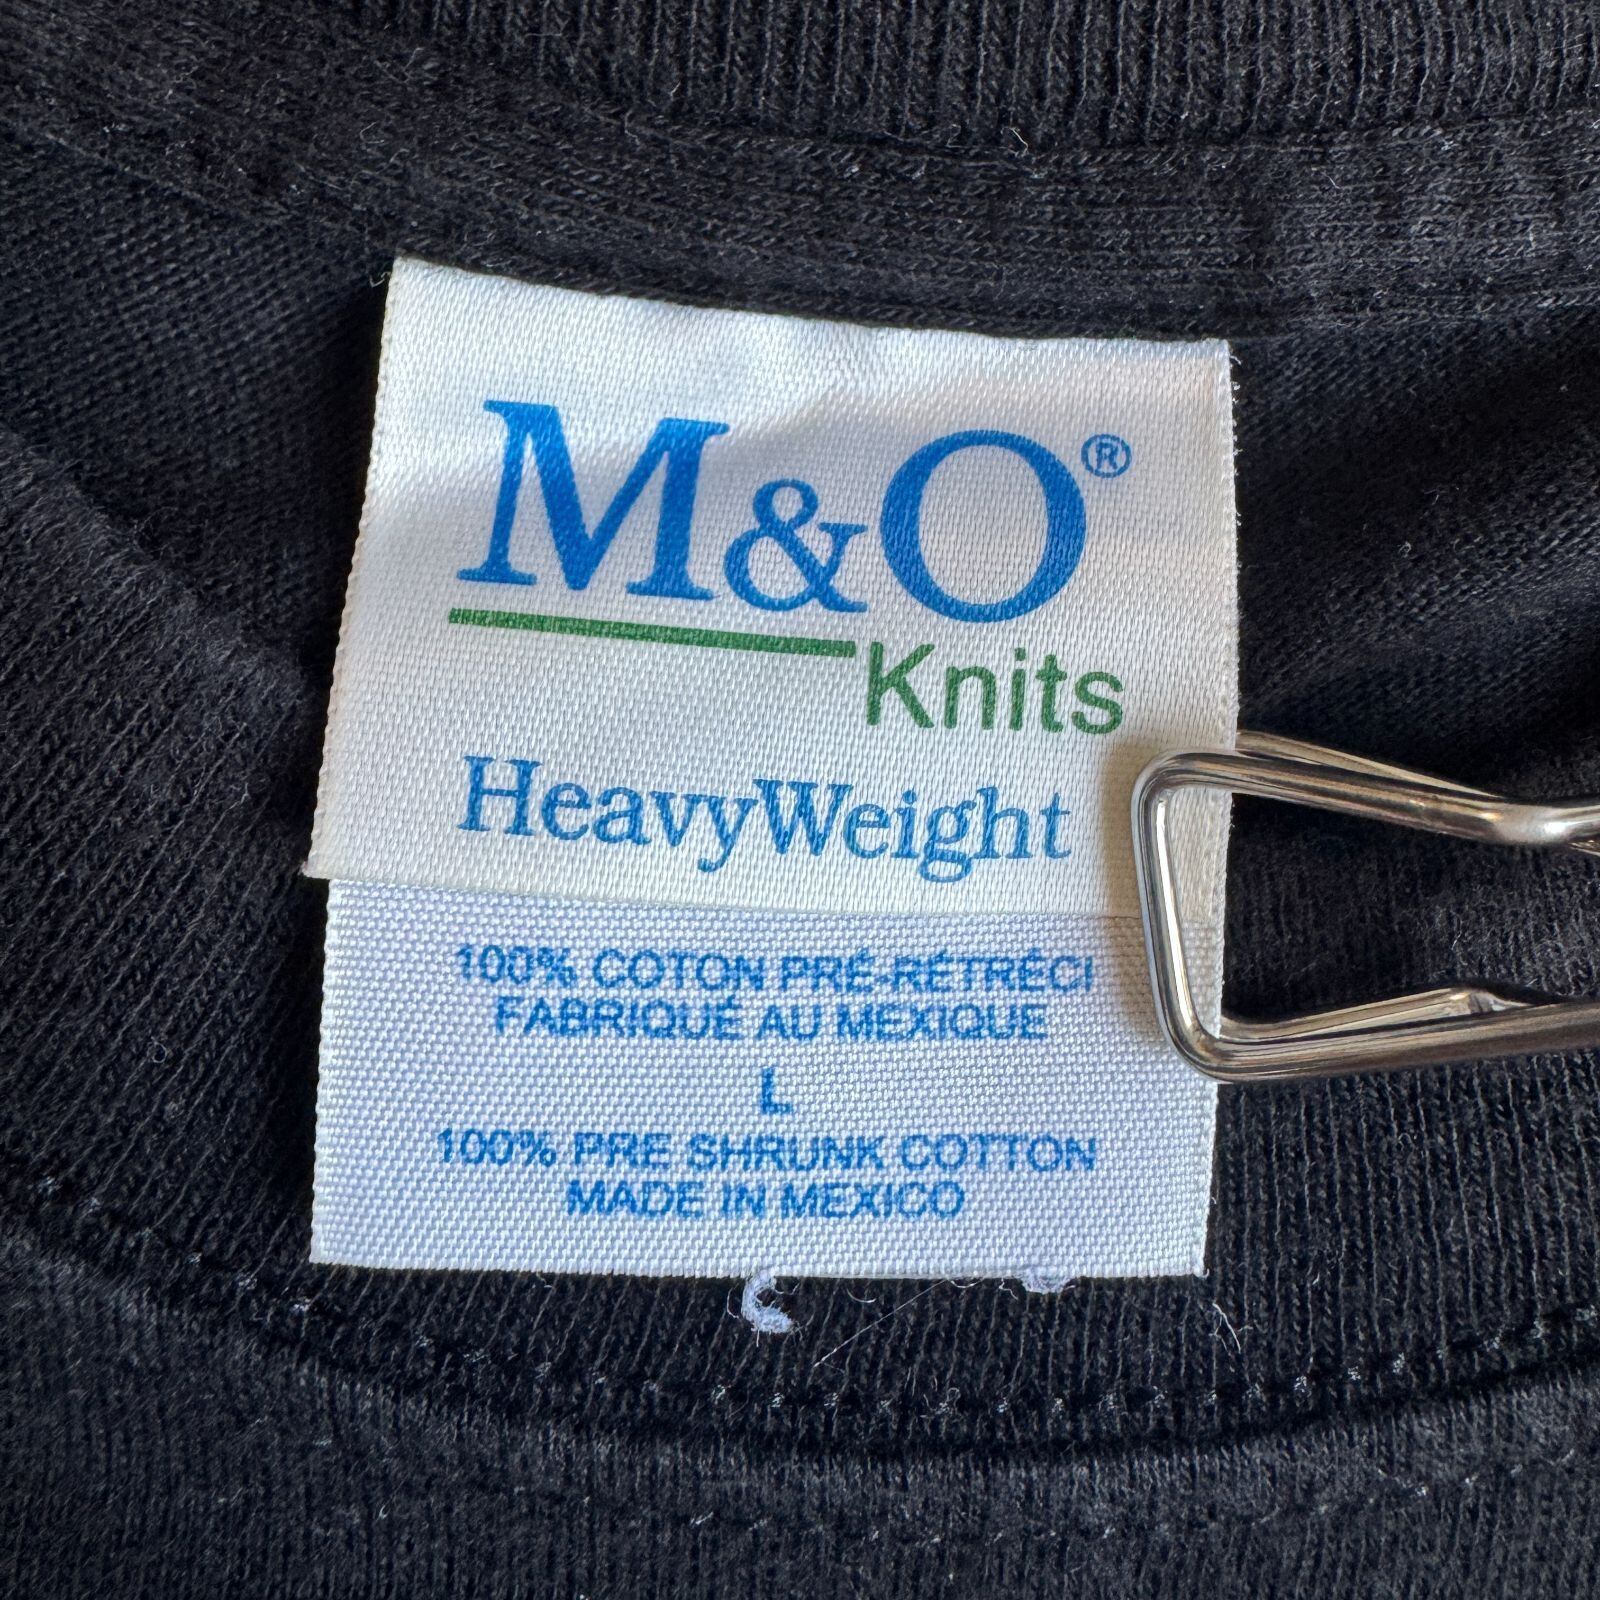 M&O®
Knits
HeavyWeight
100% COTON PRÉ-RÉTRÉCI
FABRIQUÉ AU MEXIQUE
L
100% PRE SHRUNK COTTON
MADE IN MEXICO